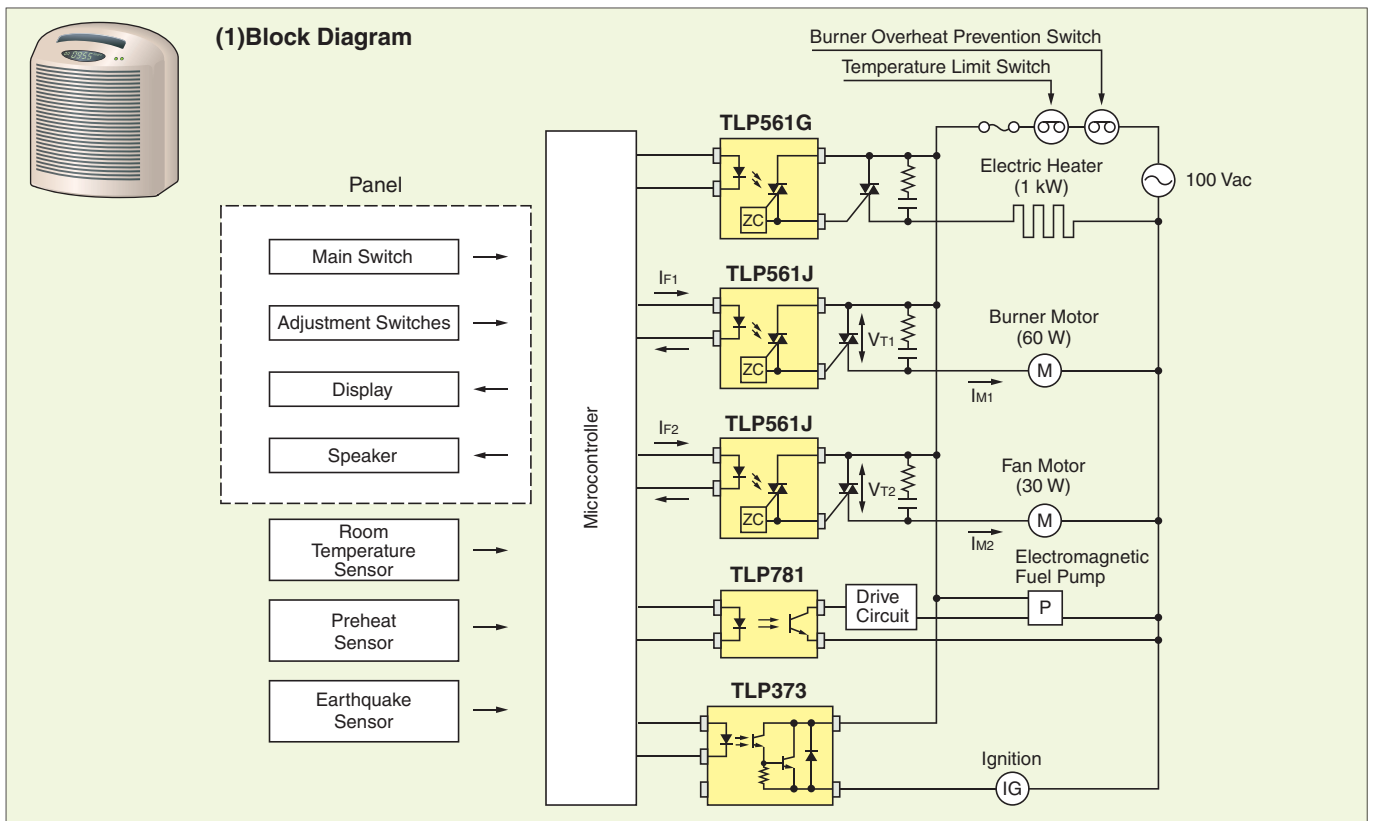 (1)Block Diagram
Burner Overheat Prevention Switch
Temperature Limit Switch
TLP561G
Electric Heater
(1 kW)
100 Vac
ZC
Panel
Main Switch
Adjustment Switches
Display
Speaker
Room
Temperature
Sensor
Preheat
Sensor
Earthquake
Sensor
Microcontroller
TLP561J
IF1
VT1
ZC
Burner Motor
(60 W)
M
IM1
TLP561J
IF2
VT2
ZC
Fan Motor
(30 W)
M
IM2
TLP781
Drive
Circuit
Electromagnetic
Fuel Pump
P
TLP373
Ignition
IG